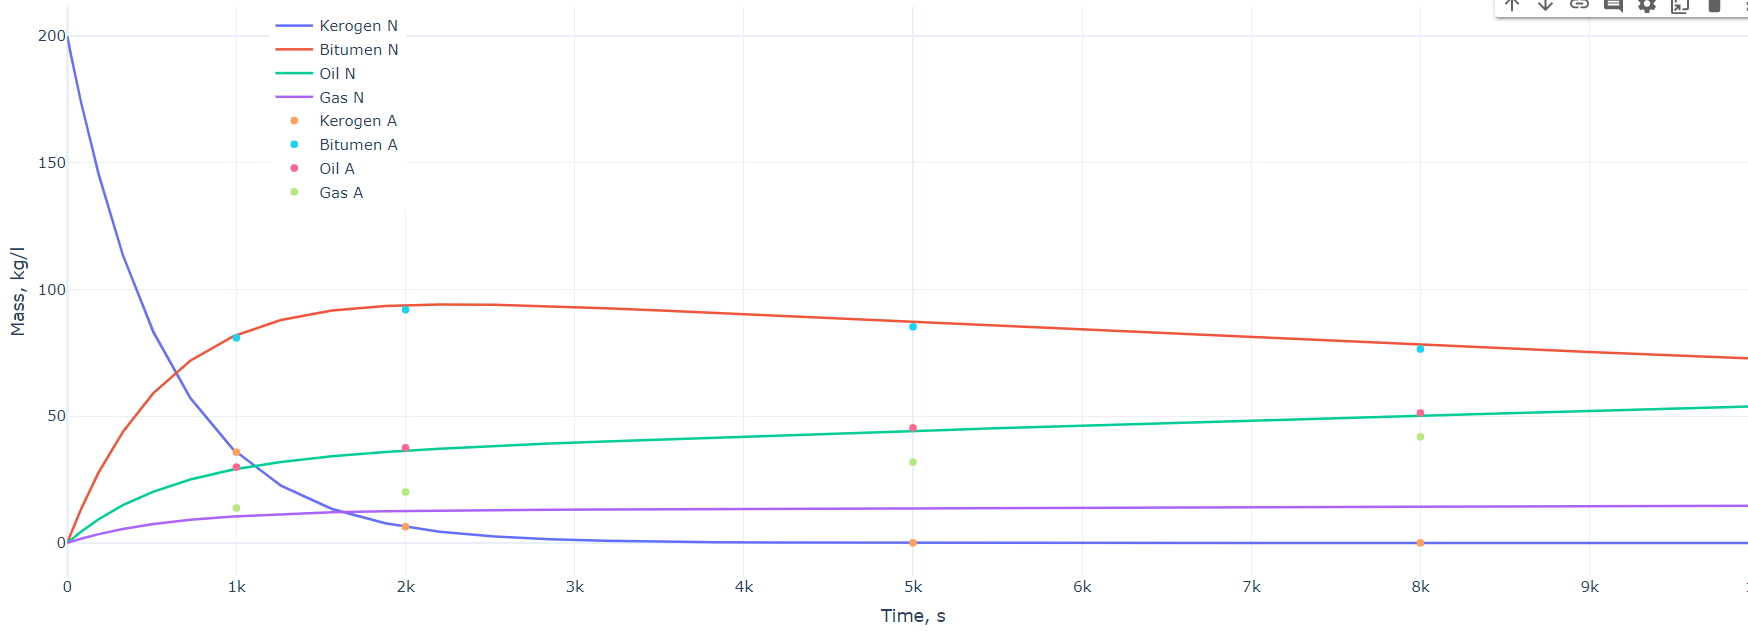 Kerogen N
Bitumen N
Oil N
Gas N
Kerogen A
Bitumen A
Oil A
Gas A
200
150
100
50
0
Mass, kg/l
0 1k 2k 3k 4k 5k 6k 7k 8k 9k
Time, s